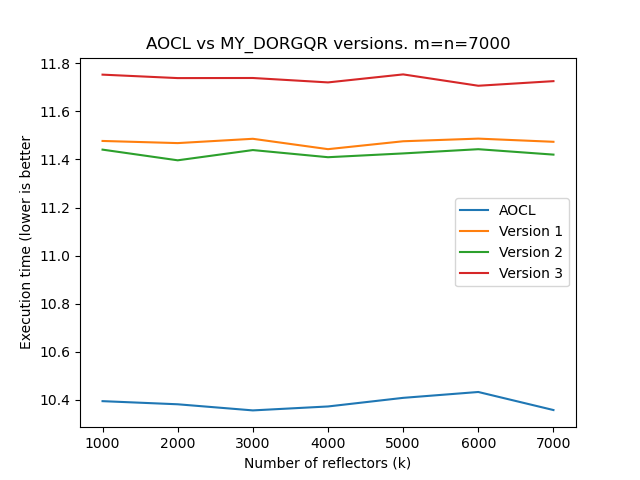 AOCL vs MY_DORGQR versions. m=n=7000
Execution time (lower is better
11.8
11.6
11.4
11.2
11.0
10.8
10.6
10.4
AOCL
Version 1
Version 2
Version 3
1000 2000 3000 4000 5000 6000 7000
Number of reflectors (k)